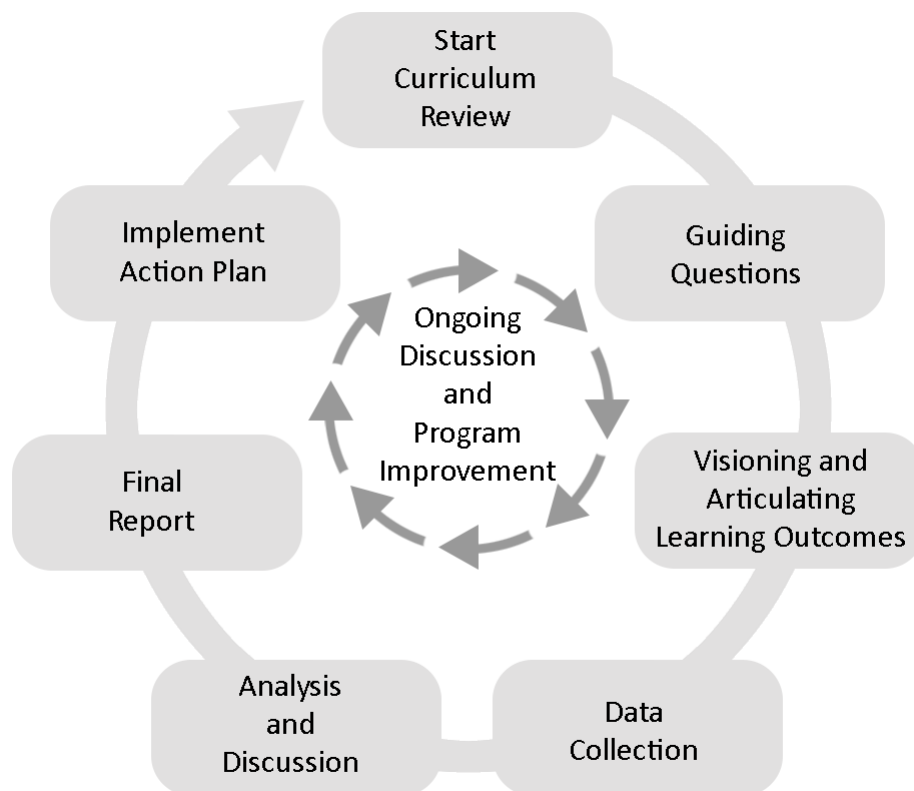 Start
Curriculum
Review
Guiding
Questions
Visioning and
Articulating
Learning Outcomes
Data
Collection
Analysis
and
Discussion
Final
Report
Implement
Action Plan
Ongoing
Discussion
and
Program
Improvement